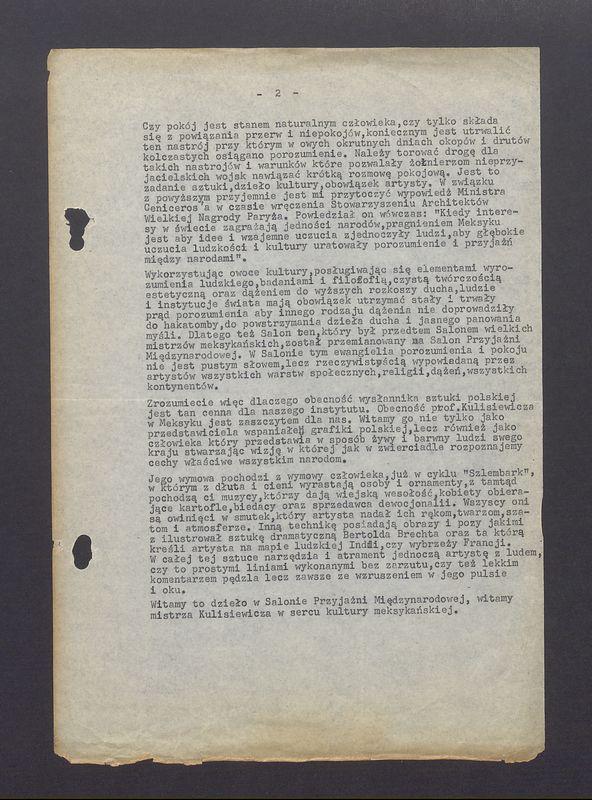 - 2 -
Czy pokój jest stanem naturalnym człowieka,czy tylko składa
się z powiązania przerw i niepokojów,koniecznym jest utrwalić
ten nastrój przy którym w owych okrutnych dniach okopów i drutów
kolczastych osiągano porozumienie. Należy torować drogę dla
takich nastrojów i warunków które pozwalały żołnierzom nieprzy-
jacielskich wojsk nawiązać krótką rozmowę pokojową. Jest to
zadanie sztuki,dzieło kultury,obowiązek artysty. W związku
z powyższym przyjemnie jest mi przytoczyć wypowiedź Ministra
Ceniceros'a w czasie wręczenia Stowarzyszeniu Architektów
Wielkiej Nagrody Paryża. Powiedział on wówczas: "Kiedy intere-
sy w świecie zagrażają jedności narodów,pragnieniem Meksyku
jest aby idee i wzajemne uczucia zjednoczyły ludzi,aby głębokie
uczucia ludzkości i kultury uratowały porozumienie i przyjaźń
między narodami".
Wykorzystując owoce kultury,posługiwając się elementami wyro-
zumienia ludzkiego,badaniami i filofofią,czystą twórczością
estetyczną oraz dążeniem do wyższych rozkoszy ducha,ludzie
i instytucje świata mają obowiązek utrzymać stały i trwały
prąd porozumienia aby innego rodzaju dążenia nie doprowadziły
do hakatomby,do powstrzymania dzieła ducha i jasnego panowania
myśli. Dlatego też Salon ten,który był przedtem Salonem wielkich
mistrzów meksykańskich,został przemianowany na Salon Przyjaźni
Międzynarodowej. W Salonie tym ewangielia porozumienia i pokoju
nie jest pustym słowem,lecz rzeczywistością wypowiedaną przez
artystów wszystkich warstw społecznych,religii,dążeń,wszystkich
kontynentów.
Zrozumiecie więc dlaczego obecność wysłannika sztuki polskiej
jest tan cenna dla naszego instytutu. Obecność prof.Kulisiewicza
w Meksyku jest zaszczytem dla nas. Witamy go nie tylko jako
przedstawiciela wspaniałej grafiki polskiej,lecz również jako
człowieka który przedstawia w sposób żywy i barwny ludzi swego
kraju stwarzając wizję w której jak w zwierciadle rozpoznajemy
cechy właściwe wszystkim narodom.
Jego wymowa pochodzi z wymowy człowieka,już w cyklu "Szlembark",
w którym z dłuta i cieni wyrastają osoby i ornamenty,z tamtąd
pochodzą ci muzycy,którzy dają wiejską wesołość,kobiety obiera-
jące kartofle,biedacy oraz sprzedawca dewocjonalii. Wszyscy oni
są owinięci w smutek,który artysta nadał ich rękom,twarzom,sza-
tom i atmosferze. Inną technikę posiadają obrazy i pozy jakimi
z ilustrował sztukę dramatyczną Bertolda Brechta oraz ta którą
kreśli artysta na mapie ludzkiej Indii,czy wybrzeży Francji.
W całej tej sztuce narzędzia i atrament jednoczą artystę z ludem,
czy to prostymi liniami wykonanymi bez zarzutu,czy też lekkim
komentarzem pędzla lecz zawsze ze wzruszeniem w jego pulsie
i oku.
Witamy to dzieło w Salonie Przyjaźni Międzynarodowej, witamy
mistrza Kulisiewicza w sercu kultury meksykańskiej.